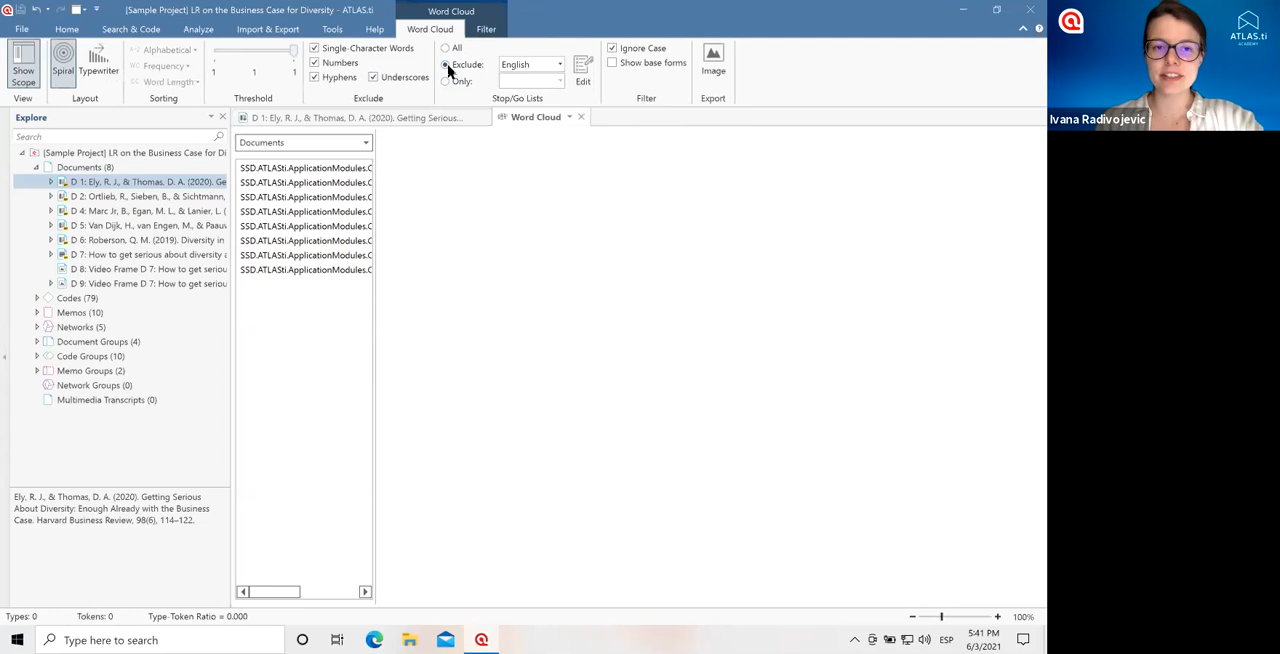 [Sample Project] LR on the Business Case for Diversity - ATLAS.ti
Word Cloud
File
Home
Search & Code
Analyze
Import & Export
Tools
Help
Word Cloud
Filter
Show Scope
View
Spiral
Typewriter
Layout
Alphabetical
Frequency
Word Length
Sorting
1 1 1
Threshold
Single-Character Words
Numbers
Hyphens
Underscores
Exclude
All
Exclude:
English
Only:
Edit
Stop/Go Lists
Ignore Case
Show base forms
Filter
Image
Export
ATLAS.ti
ACADEMY
Ivana Radivojevic
Explore
Search
[Sample Project] LR on the Business Case for Di
Documents (8)
D 1: Ely, R. J., & Thomas, D. A. (2020). Ge
D 2: Ortlieb, R., Sieben, B., & Sichtmann,
D 4: Marc Jr, B., Egan, M. L., & Lanier, L. (
D 5: Van Dijk, H., van Engen, M., & Paauw
D 6: Roberson, Q. M. (2019). Diversity in
D 7: How to get serious about diversity a
D 8: Video Frame D 7: How to get seriou
D 9: Video Frame D 7: How to get seriou
Codes (79)
Memos (10)
Networks (5)
Document Groups (4)
Code Groups (10)
Memo Groups (2)
Network Groups (0)
Multimedia Transcripts (0)
Ely, R. J., & Thomas, D. A. (2020). Getting Serious
About Diversity: Enough Already with the Business
Case. Harvard Business Review, 98(6), 114–122.
D 1: Ely, R. J., & Thomas, D. A. (2020). Getting Serious...
Word Cloud
Documents
SSD.ATLASti.ApplicationModules.C
SSD.ATLASti.ApplicationModules.C
SSD.ATLASti.ApplicationModules.C
SSD.ATLASti.ApplicationModules.C
SSD.ATLASti.ApplicationModules.C
SSD.ATLASti.ApplicationModules.C
SSD.ATLASti.ApplicationModules.C
SSD.ATLASti.ApplicationModules.C
Types: 0
Tokens: 0
Type-Token Ratio = 0.000
100%
Type here to search
ESP
5:41 PM
6/3/2021